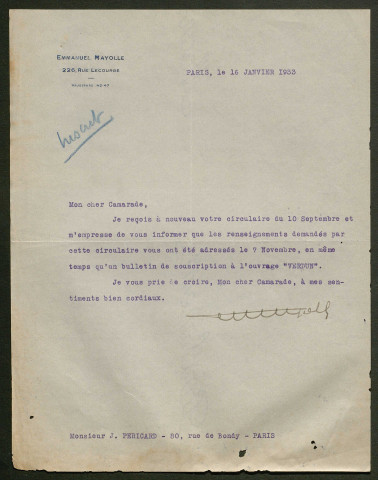 EMMANUEL MAYOLLE
226, RUE LECOURBE
PARIS, le 16 JANVIER 1933
Mon cher Camarade,
Je reçois à nouveau votre circulaire du 10 Septembre et
m'empresse de vous informer que les renseignements demandés par
cette circulaire vous ont été adressés le 9 Novembre, en même
temps qu'un bulletin de souscription à l'ouvrage "VERDUN".
Je vous prie de croire, Mon cher Camarade, à mes sen-
timents bien cordiaux.
Monsieur J. PERICARD - 80, rue de Bondy - PARIS